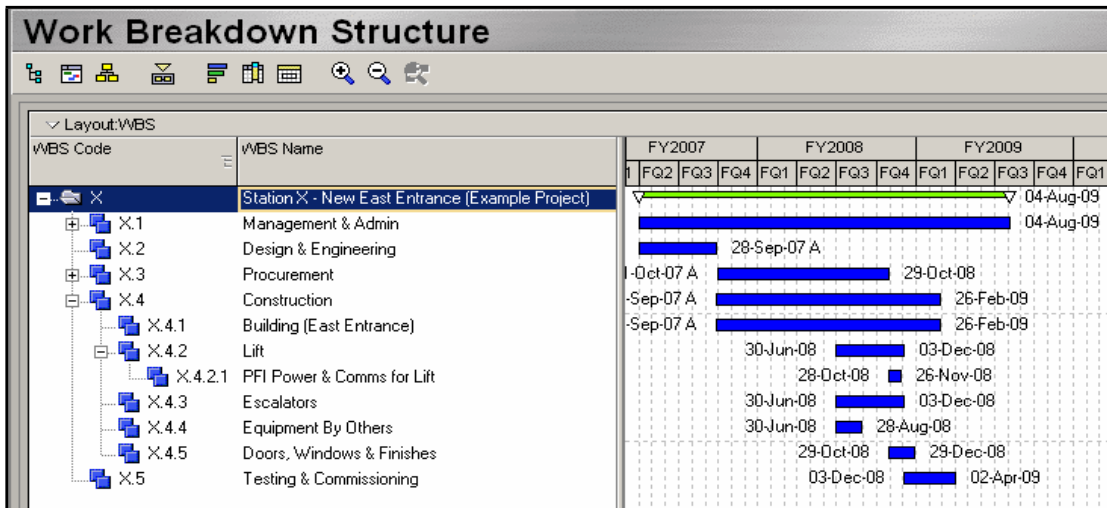 Work Breakdown Structure
Layout:WBS
WBS Code WBS Name FY2007 FY2008 FY2009
1 FQ2 FQ3 FQ4 FQ1 FQ2 FQ3 FQ4 FQ1 FQ2 FQ3 FQ4 FQ1
X Station X - New East Entrance (Example Project) 04-Aug-09
X.1 Management & Admin 04-Aug-09
X.2 Design & Engineering 28-Sep-07 A
X.3 Procurement l-Oct-07 A 29-Oct-08
X.4 Construction -Sep-07 A 26-Feb-09
X.4.1 Building (East Entrance) -Sep-07 A 26-Feb-09
X.4.2 Lift 30-Jun-08 03-Dec-08
X.4.2.1 PFI Power & Comms for Lift 28-Oct-08 26-Nov-08
X.4.3 Escalators 30-Jun-08 03-Dec-08
X.4.4 Equipment By Others 30-Jun-08 28-Aug-08
X.4.5 Doors, Windows & Finishes 29-Oct-08 29-Dec-08
X.5 Testing & Commissioning 03-Dec-08 02-Apr-09